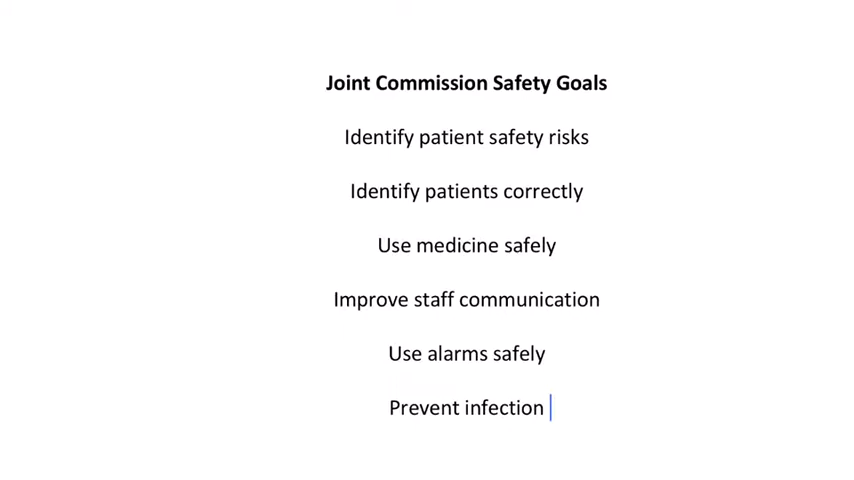 Joint Commission Safety Goals
Identify patient safety risks
Identify patients correctly
Use medicine safely
Improve staff communication
Use alarms safely
Prevent infection